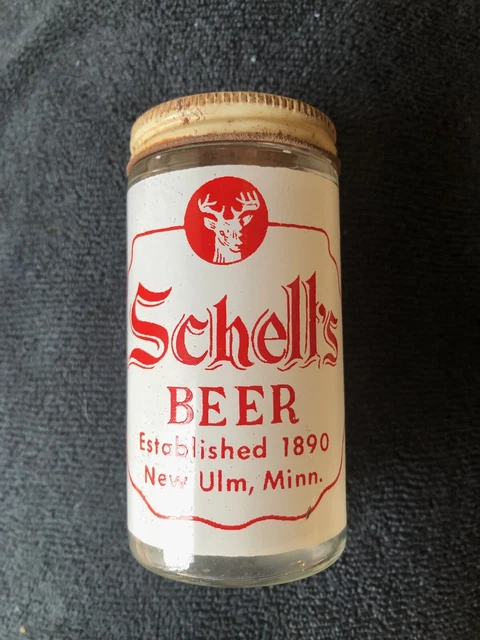 Schell's
BEER
Established 1890
New Ulm, Minn.